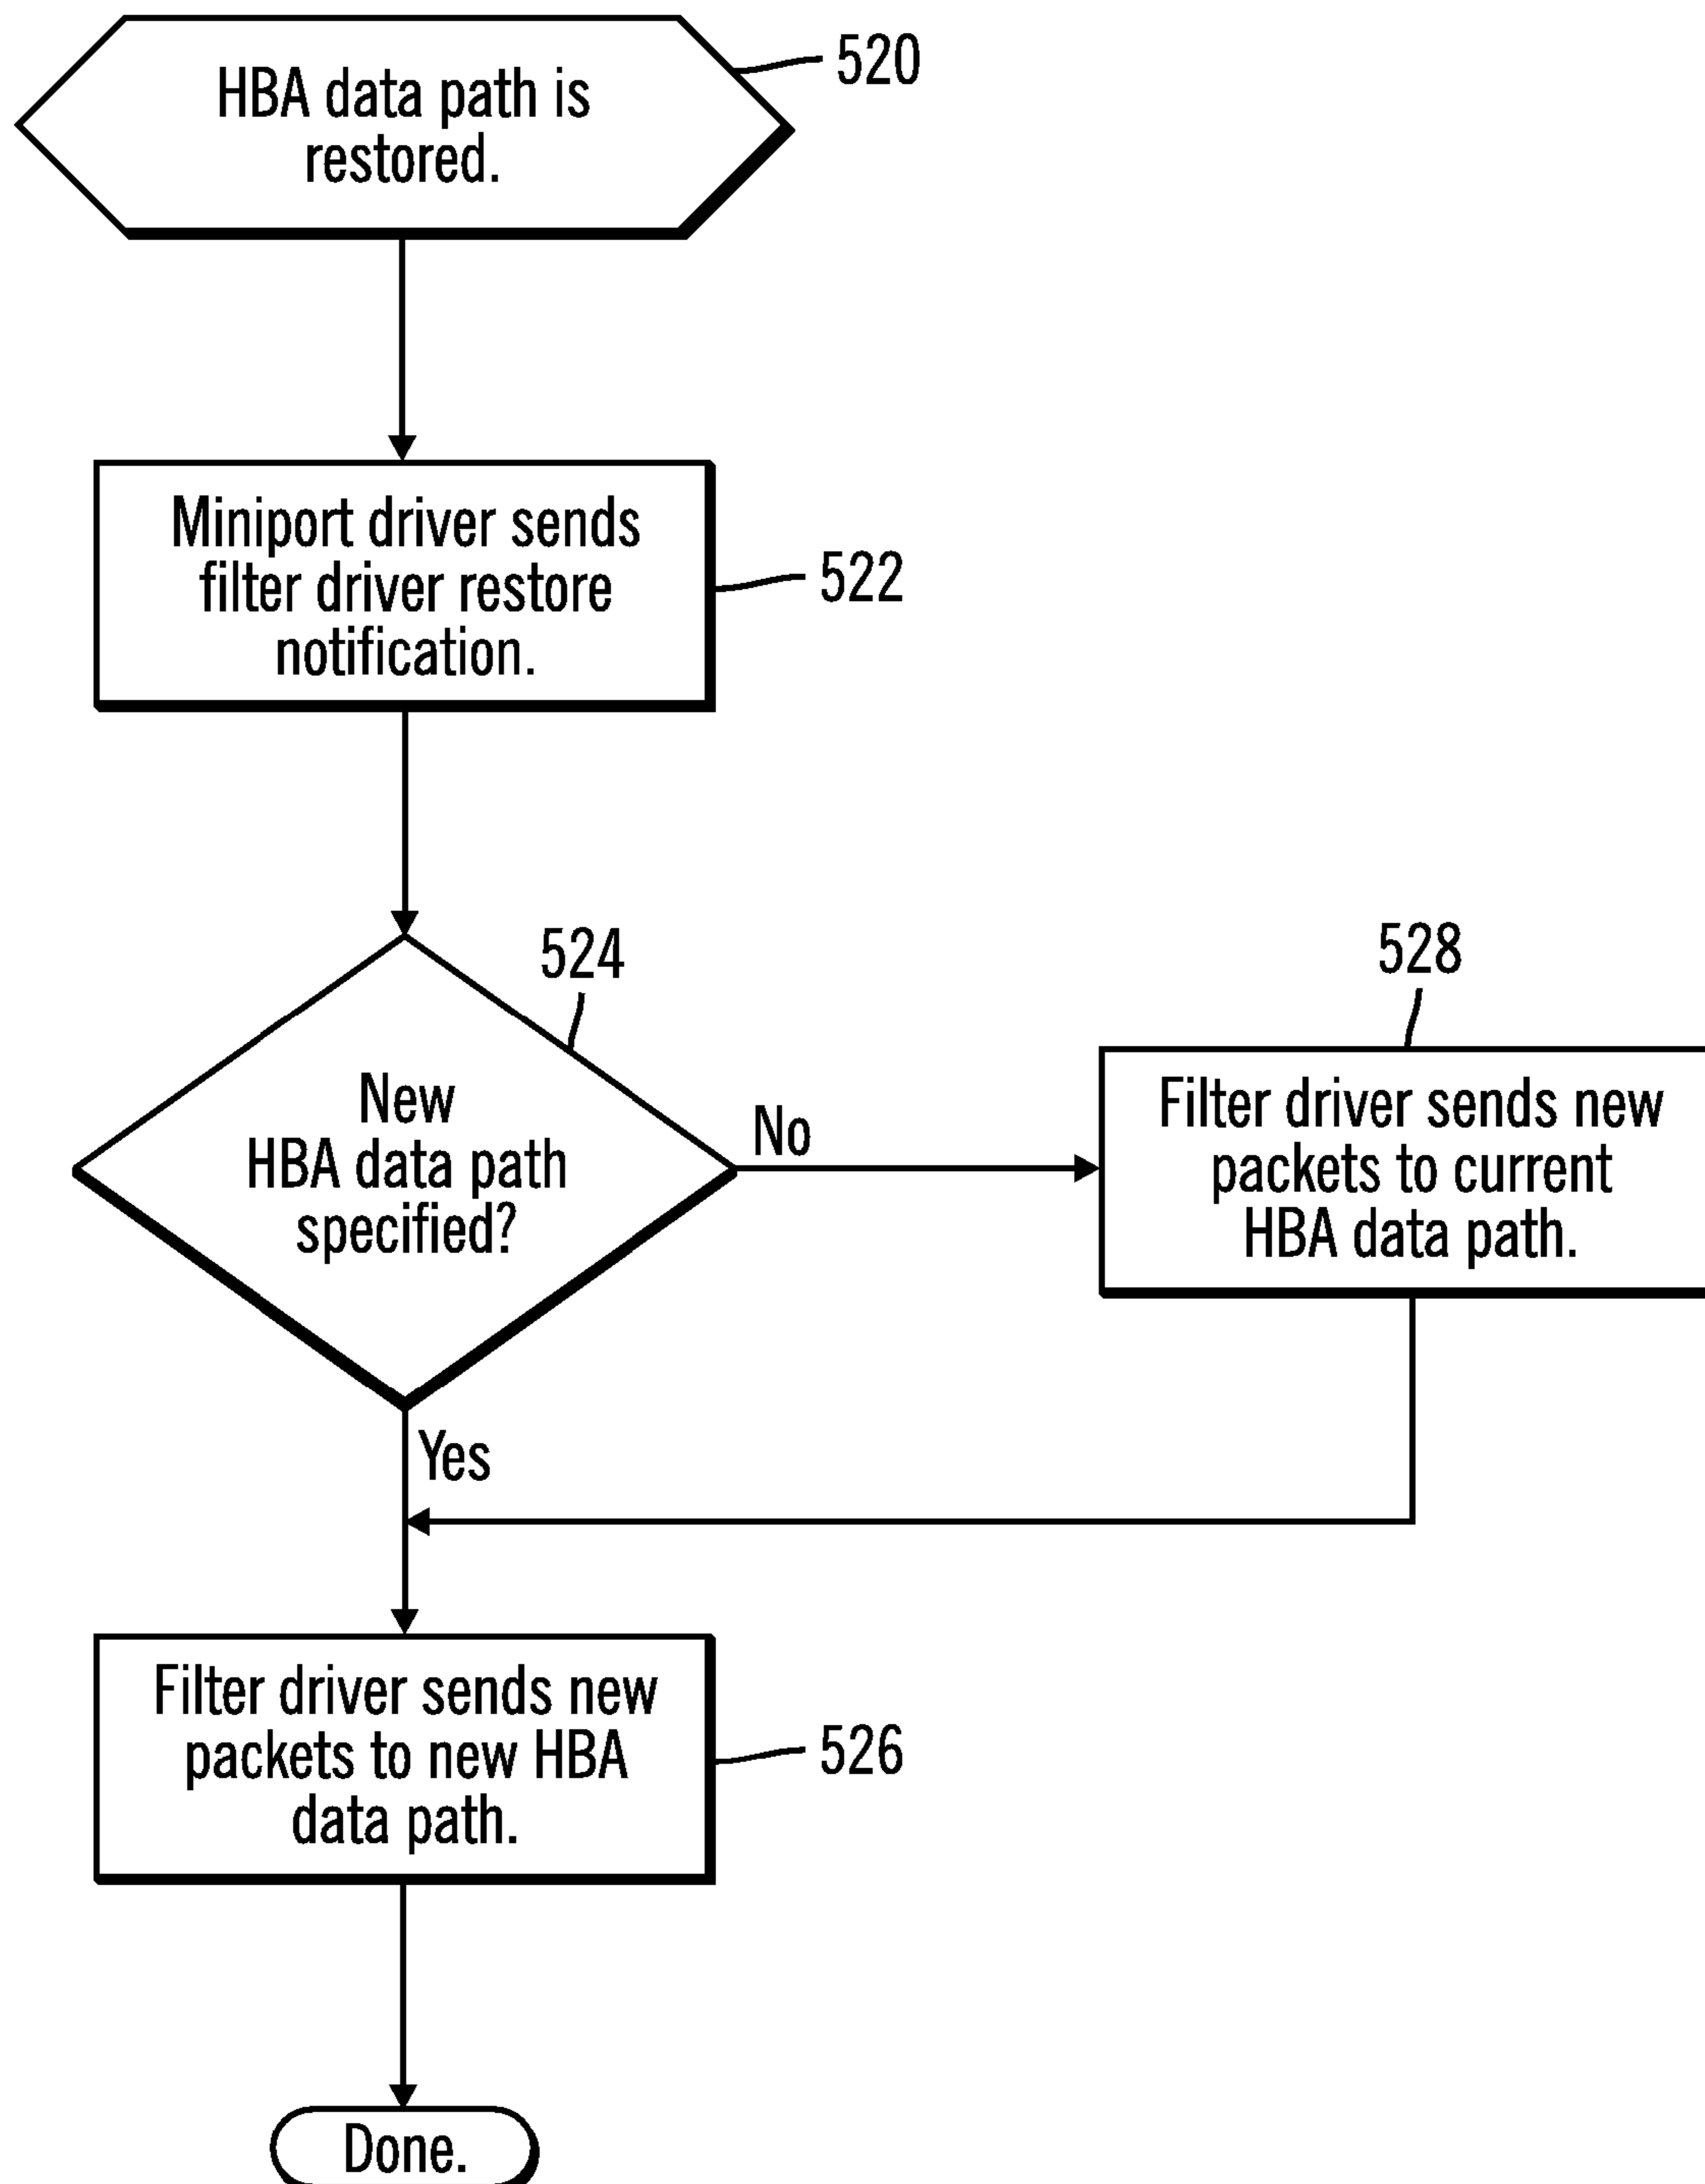 HBA data path is
restored.
520
Miniport driver sends
filter driver restore
notification.
522
524
New
HBA data path
specified?
No
528
Filter driver sends new
packets to current
HBA data path.
Yes
Filter driver sends new
packets to new HBA
data path.
526
Done.